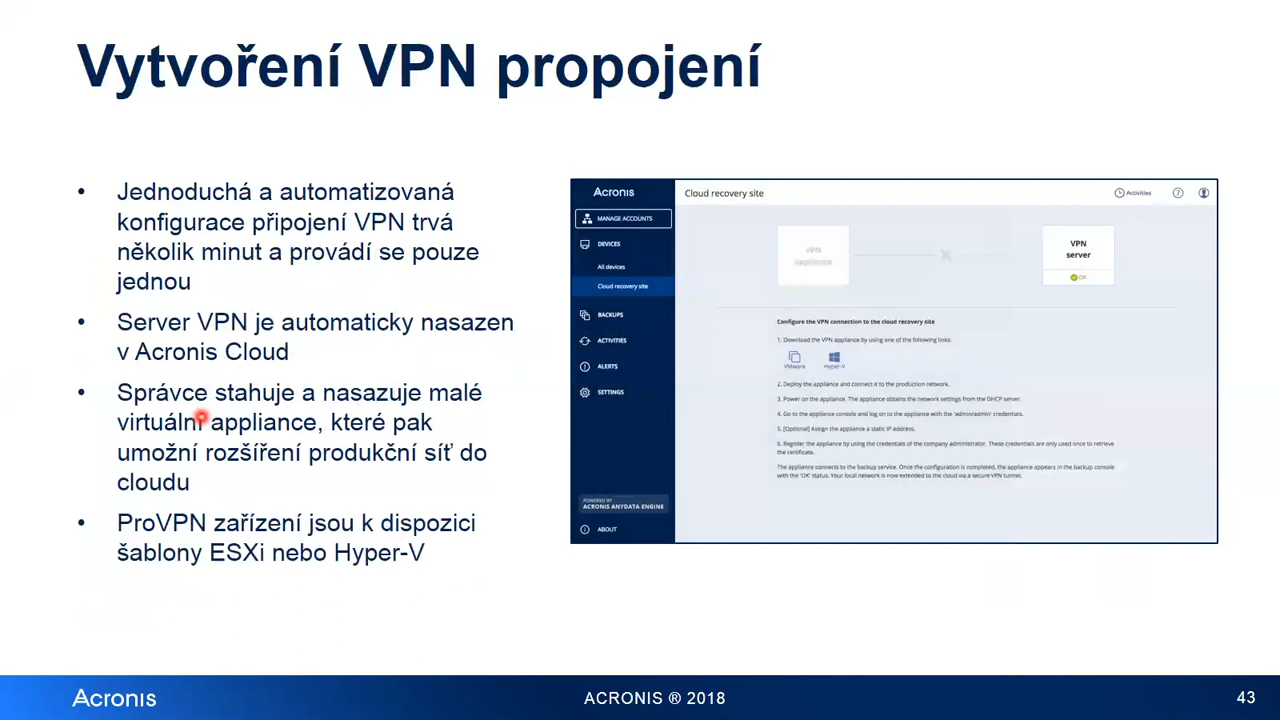 Vytvoření VPN propojení
• Jednoduchá a automatizovaná
konfigurace připojení VPN trvá
několik minut a provádí se pouze
jednou
• Server VPN je automaticky nasazen
v Acronis Cloud
• Správce stahuje a nasazuje malé
virtuální appliance, které pak
umožní rozšíření produkční síť do
cloudu
• ProVPN zařízení jsou k dispozici
šablony ESXi nebo Hyper-V
Acronis
MANAGE ACCOUNTS
DEVICES
All devices
Cloud recovery site
BACKUPS
ACTIVITIES
ALERTS
SETTINGS
POWERED BY
ACRONIS ANYDATA ENGINE
ABOUT
Cloud recovery site
Activities
VPN
appliance
VPN
server
OK
Configure the VPN connection to the cloud recovery site
1. Download the VPN appliance by using one of the following links:
VMware
Hyper-V
2. Deploy the appliance and connect it to the production network.
3. Power on the appliance. The appliance obtains the network settings from the DHCP server.
4. Go to the appliance console and log on to the appliance with the 'admin/admin' credentials.
5. [Optional] Assign the appliance a static IP address.
6. Register the appliance by using the credentials of the company administrator. These credentials are only used once to retrieve
the certificate.
The appliance connects to the backup service. Once the configuration is completed, the appliance appears in the backup console
with the 'OK' status. Your local network is now extended to the cloud via a secure VPN tunnel.
Acronis
ACRONIS ® 2018
43